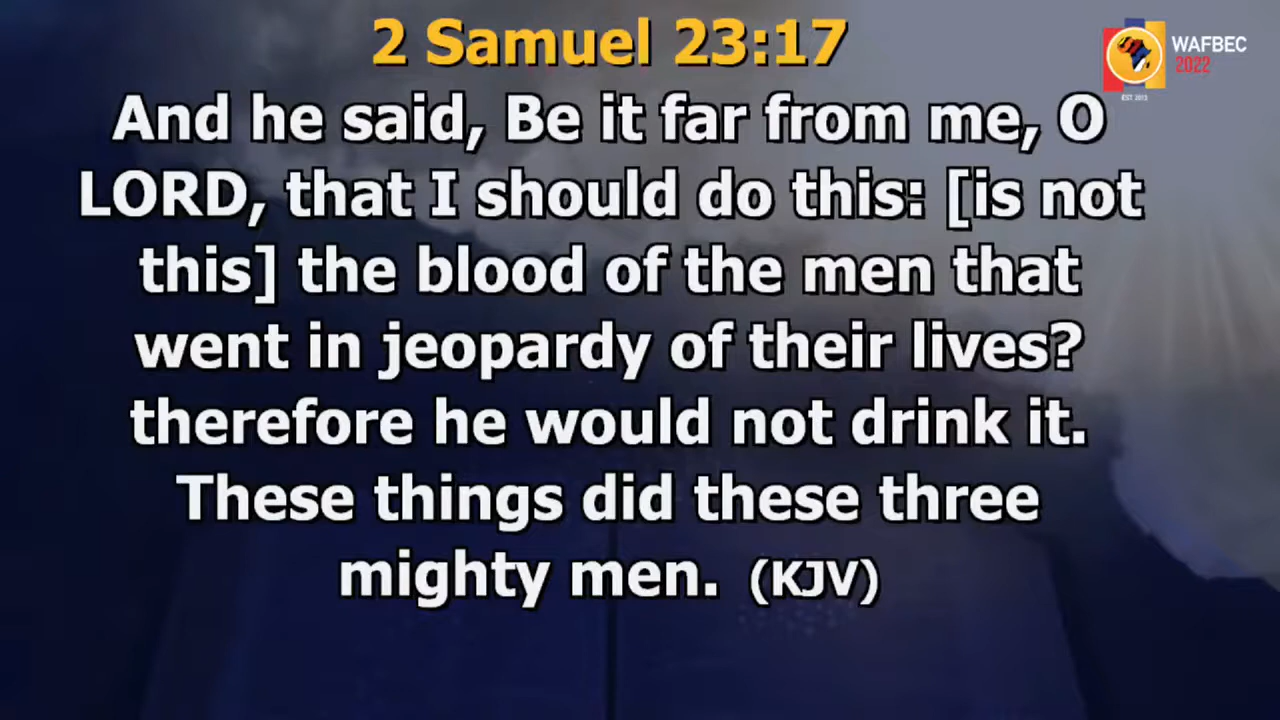 2 Samuel 23:17
WAFBEC
2022
EST 2013
And he said, Be it far from me, O
LORD, that I should do this: [is not
this] the blood of the men that
went in jeopardy of their lives?
therefore he would not drink it.
These things did these three
mighty men. (KJV)